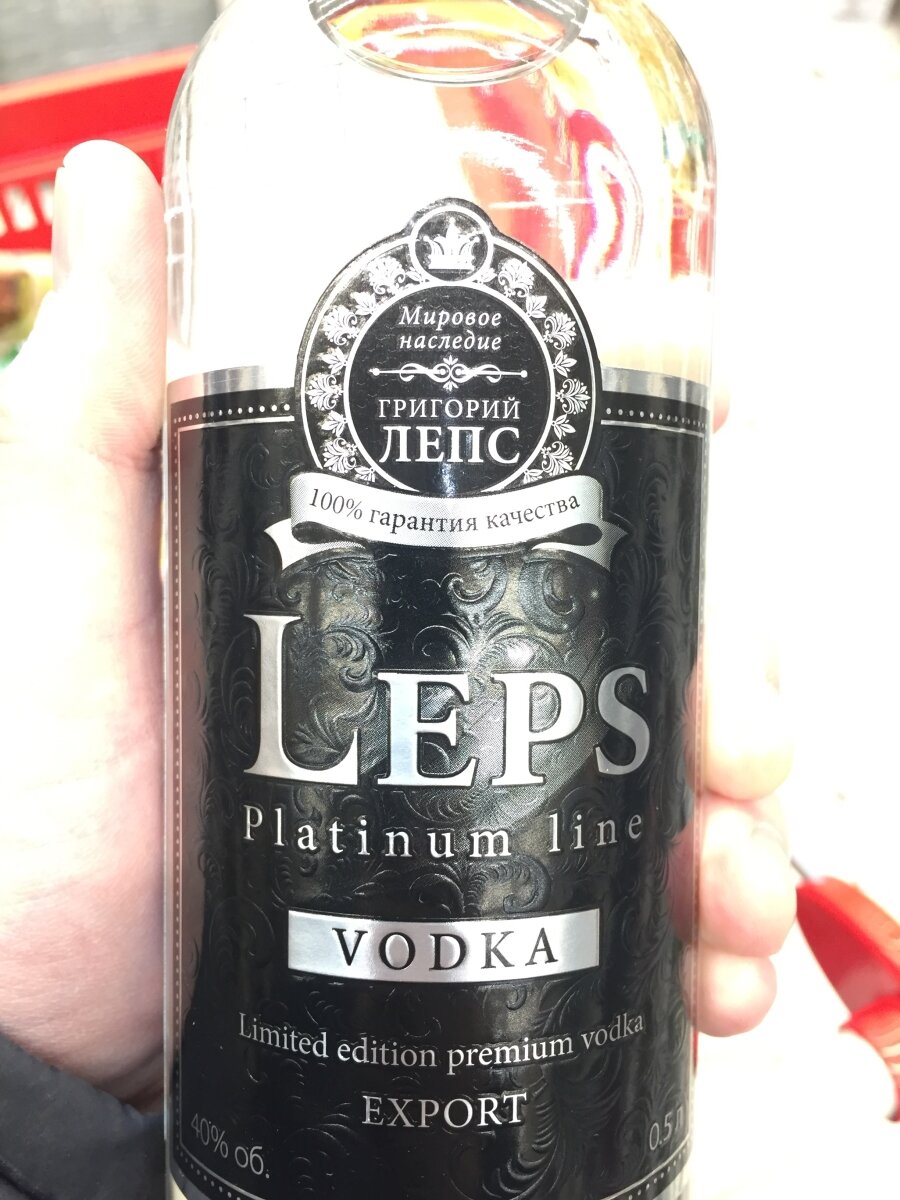 Мировое
наследие
ГРИГОРИЙ
ЛЕПС
100% гарантия качества
LEPS
Platinum line
VODKA
Limited edition premium vodka
EXPORT
40% об.
0.5 л